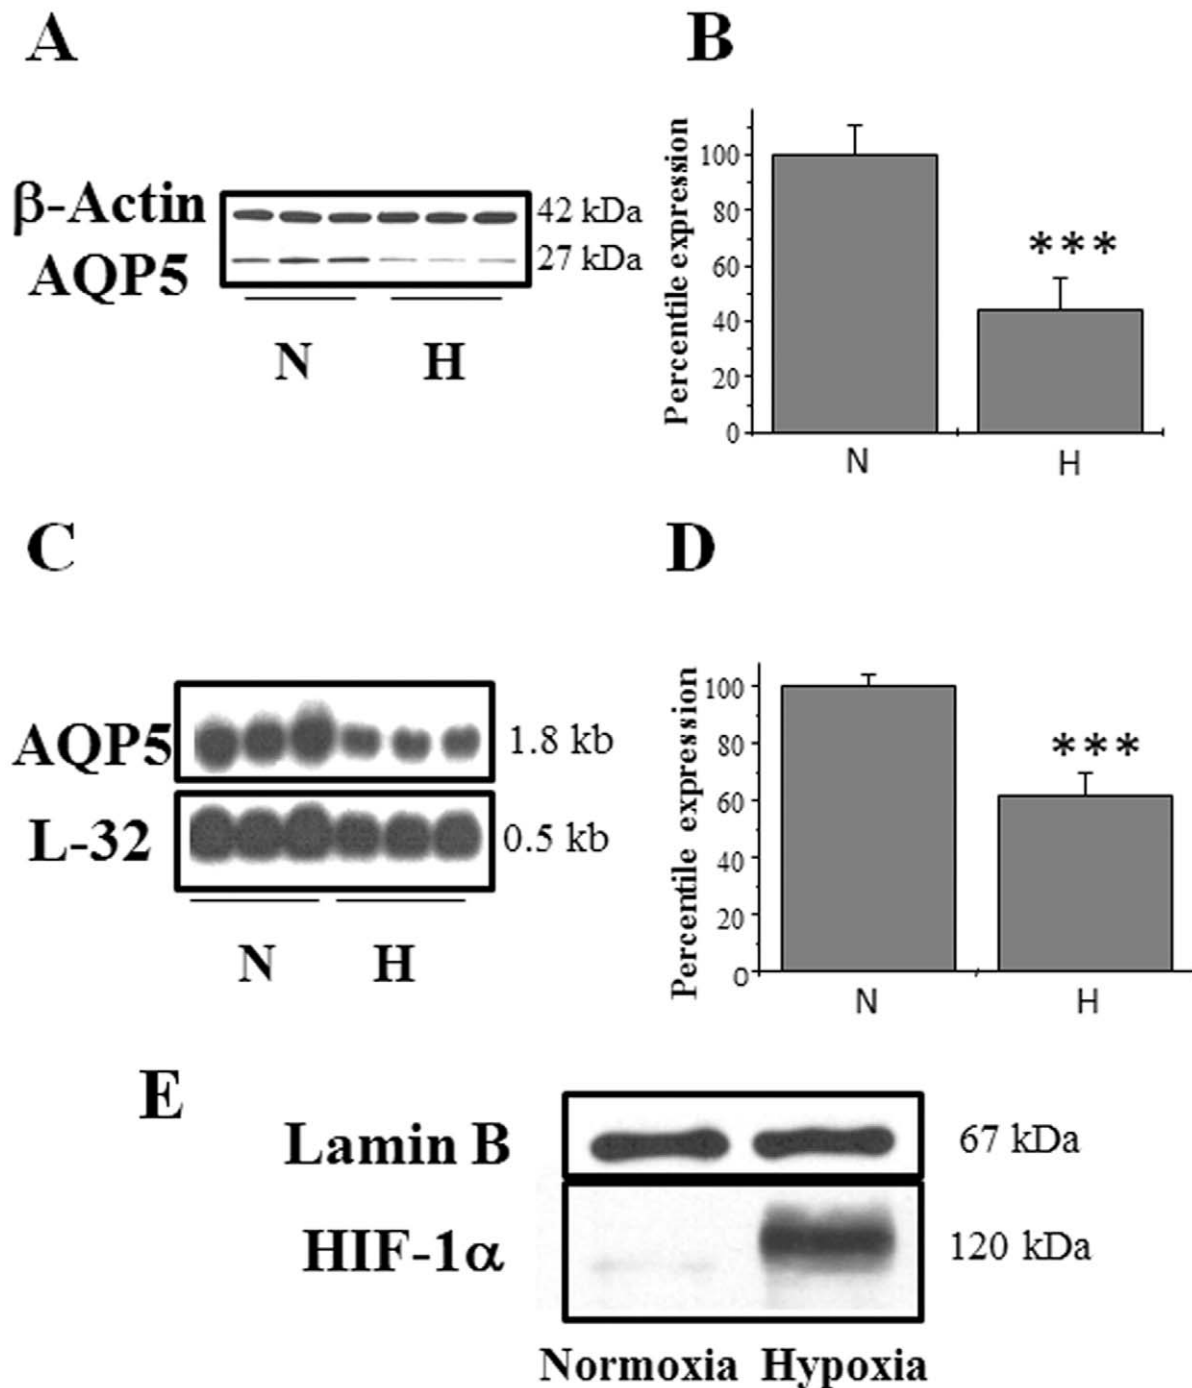 A
β-Actin
AQP5
42 kDa
27 kDa
N H
B
Percentile expression
100
80
60
40
20
0
***
N H
C
AQP5
L-32
1.8 kb
0.5 kb
N H
D
Percentile expression
100
80
60
40
20
0
***
N H
E
Lamin B
67 kDa
HIF-1α
120 kDa
Normoxia Hypoxia